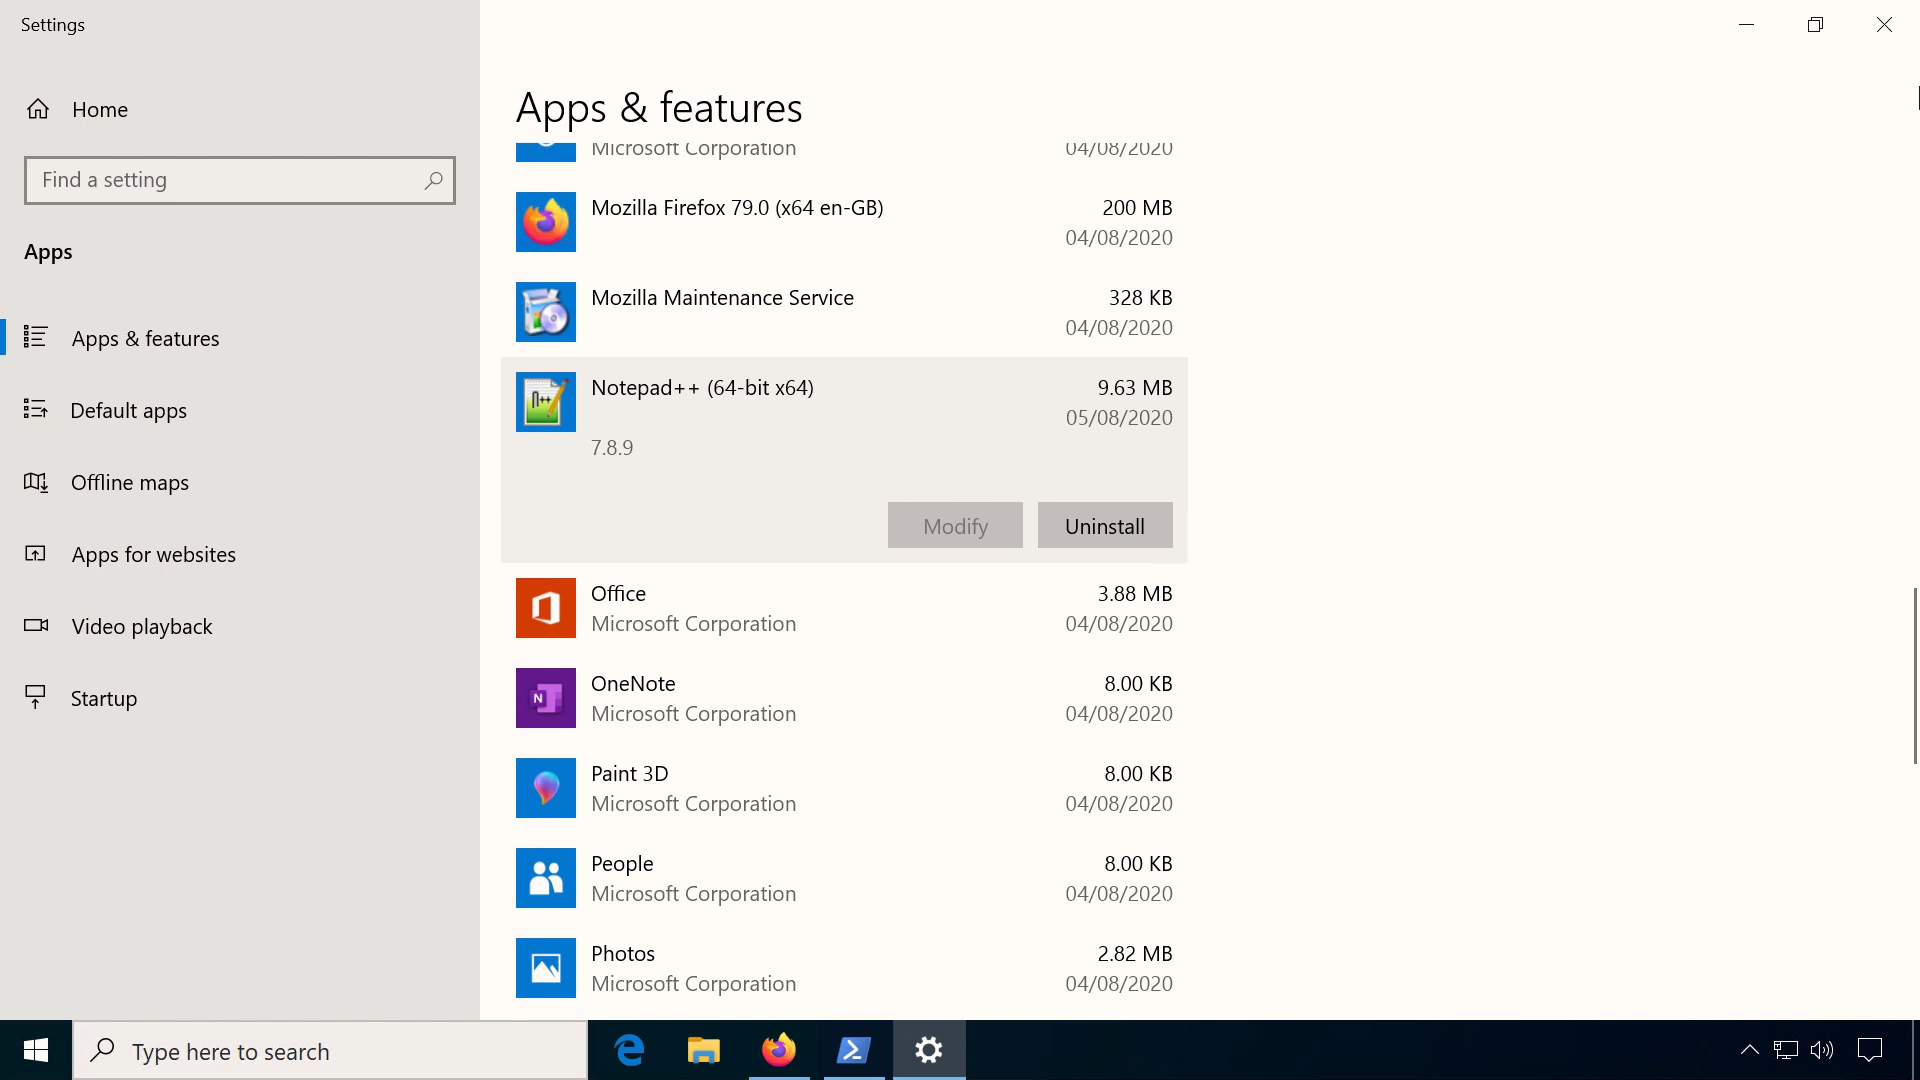 Settings
Home
Find a setting
Apps
Apps & features
Default apps
Offline maps
Apps for websites
Video playback
Startup
Apps & features
Microsoft Corporation 04/08/2020
Mozilla Firefox 79.0 (x64 en-GB) 200 MB
04/08/2020
Mozilla Maintenance Service 328 KB
04/08/2020
Notepad++ (64-bit x64) 9.63 MB
05/08/2020
7.8.9
Modify Uninstall
Office 3.88 MB
Microsoft Corporation 04/08/2020
OneNote 8.00 KB
Microsoft Corporation 04/08/2020
Paint 3D 8.00 KB
Microsoft Corporation 04/08/2020
People 8.00 KB
Microsoft Corporation 04/08/2020
Photos 2.82 MB
Microsoft Corporation 04/08/2020
Type here to search